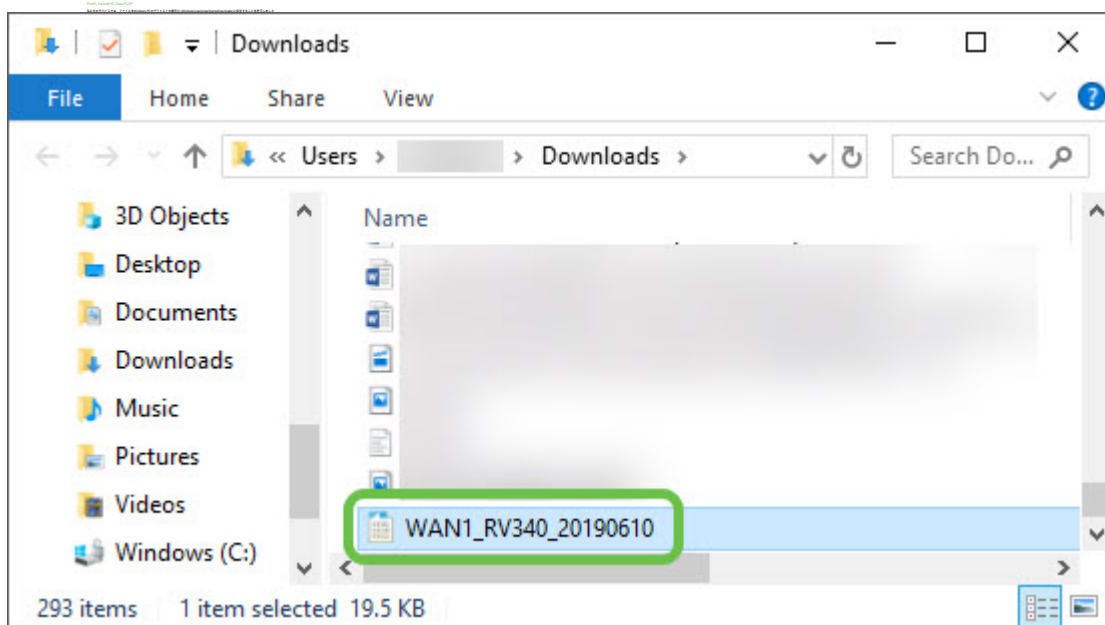 Downloads
File Home Share View
« Users > > Downloads > Search Do...
Name
3D Objects
Desktop
Documents
Downloads
Music
Pictures
Videos
Windows (C:)
WAN1_RV340_20190610
293 items 1 item selected 19.5 KB